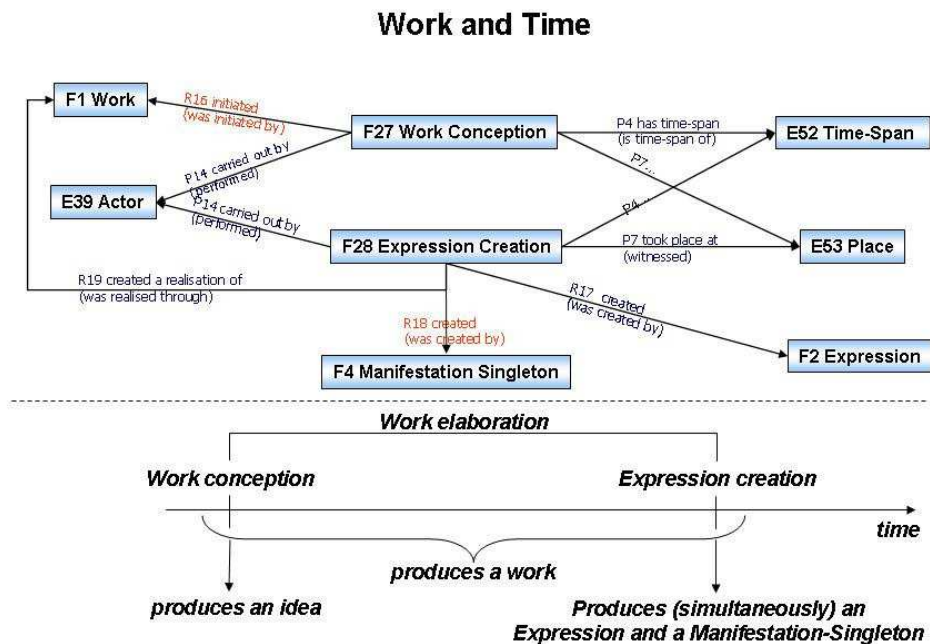 Work and Time
F1 Work
R16 initiated
(was initiated by)
F27 Work Conception
P4 has time-span
(is time-span of)
E52 Time-Span
P14 carried out by
(performed)
P7...
E39 Actor
P14 carried out by
(performed)
P4...
F28 Expression Creation
P7 took place at
(witnessed)
E53 Place
R19 created a realisation of
(was realised through)
R17 created
(was created by)
R18 created
(was created by)
F4 Manifestation Singleton
F2 Expression
Work elaboration
Work conception
Expression creation
time
produces a work
produces an idea
Produces (simultaneously) an
Expression and a Manifestation-Singleton